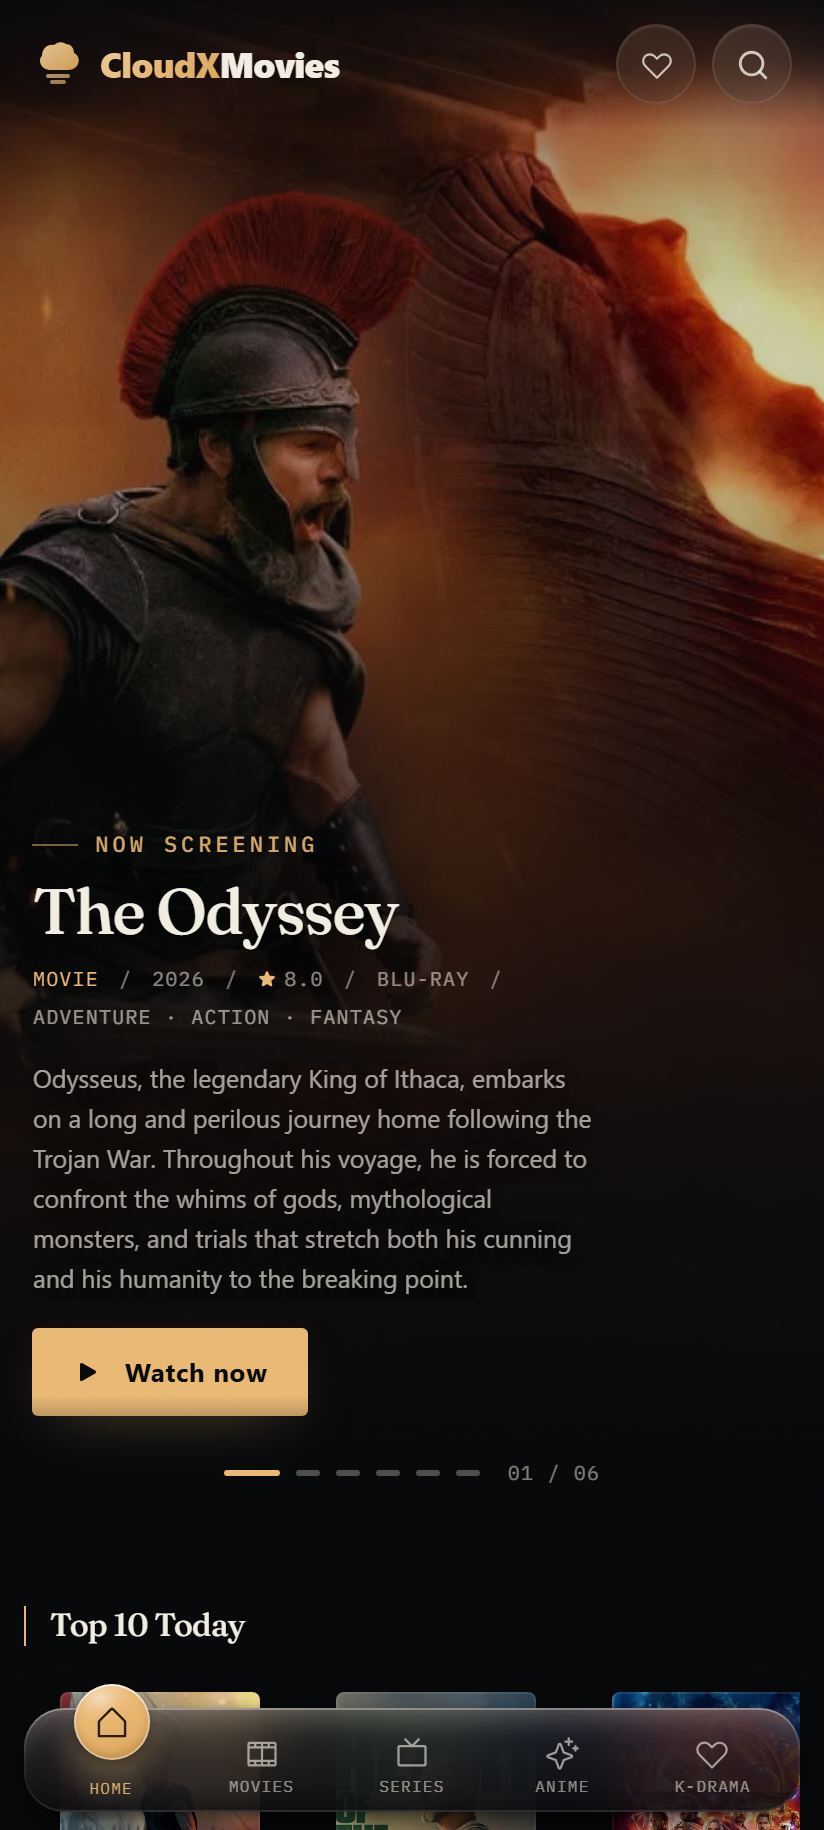 CloudXMovies
NOW SCREENING
The Odyssey
MOVIE / 2026 / ★ 8.0 / BLU-RAY /
ADVENTURE · ACTION · FANTASY
Odysseus, the legendary King of Ithaca, embarks
on a long and perilous journey home following the
Trojan War. Throughout his voyage, he is forced to
confront the whims of gods, mythological
monsters, and trials that stretch both his cunning
and his humanity to the breaking point.
Watch now
01 / 06
Top 10 Today
HOME MOVIES SERIES ANIME K-DRAMA